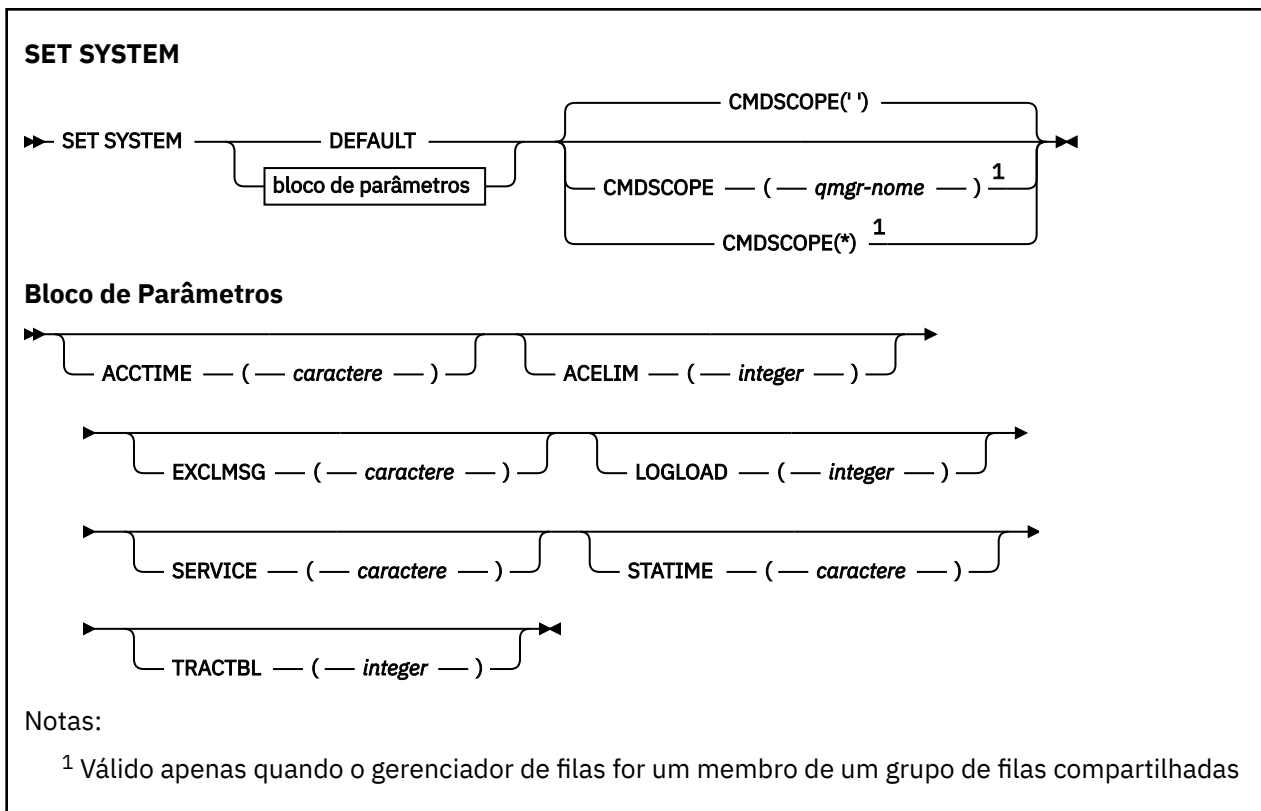 SET SYSTEM
CMDSCOPE(' ')
SET SYSTEM DEFAULT
bloco de parâmetros
CMDSCOPE ( qmgr-nome ) 1
CMDSCOPE(*) 1
Bloco de Parâmetros
ACCTIME ( caractere ) ACELIM ( integer )
EXCLMSG ( caractere ) LOGLOAD ( integer )
SERVICE ( caractere ) STATIME ( caractere )
TRACTBL ( integer )
Notas:
1 Válido apenas quando o gerenciador de filas for um membro de um grupo de filas compartilhadas